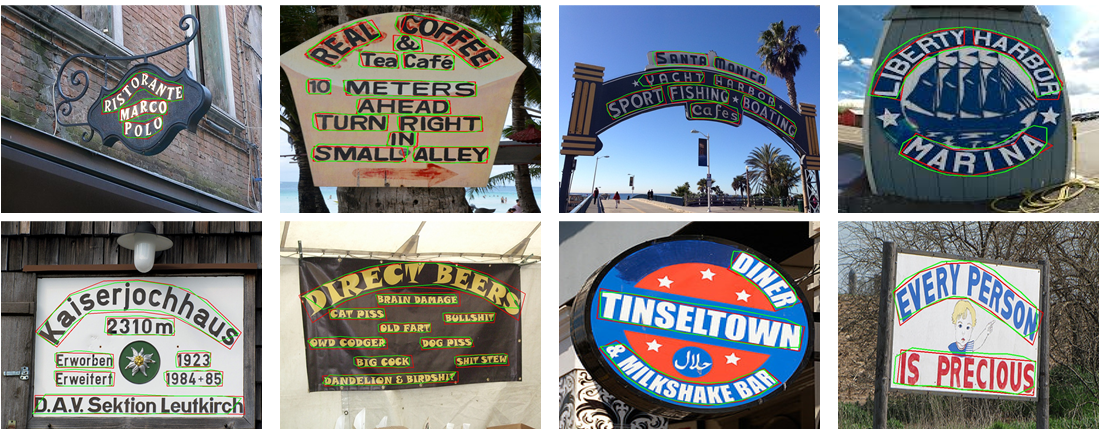 RISTORANTE
MARCO
POLO
REAL COFFEE
&
Tea Café
10 METERS
AHEAD
TURN RIGHT
IN
SMALL ALLEY
SANTA MONICA
YACHT HARBOR
SPORT FISHING ★ BOATING
Cafes
LIBERTY HARBOR
MARINA
Kaiserjochhaus
2310m
Erworben 1923
Erweitert 1984+85
D.A.V. Sektion Leutkirch
DIRECT BEERS
BRAIN DAMAGE
CAT PISS BULLSHIT
OLD FART
OWD CODGER DOG PISS
BIG COCK SHIT STEW
DANDELION & BIRDSHIT
DINER
TINSELTOWN
حلال
& MILKSHAKE BAR
EVERY PERSON
IS PRECIOUS